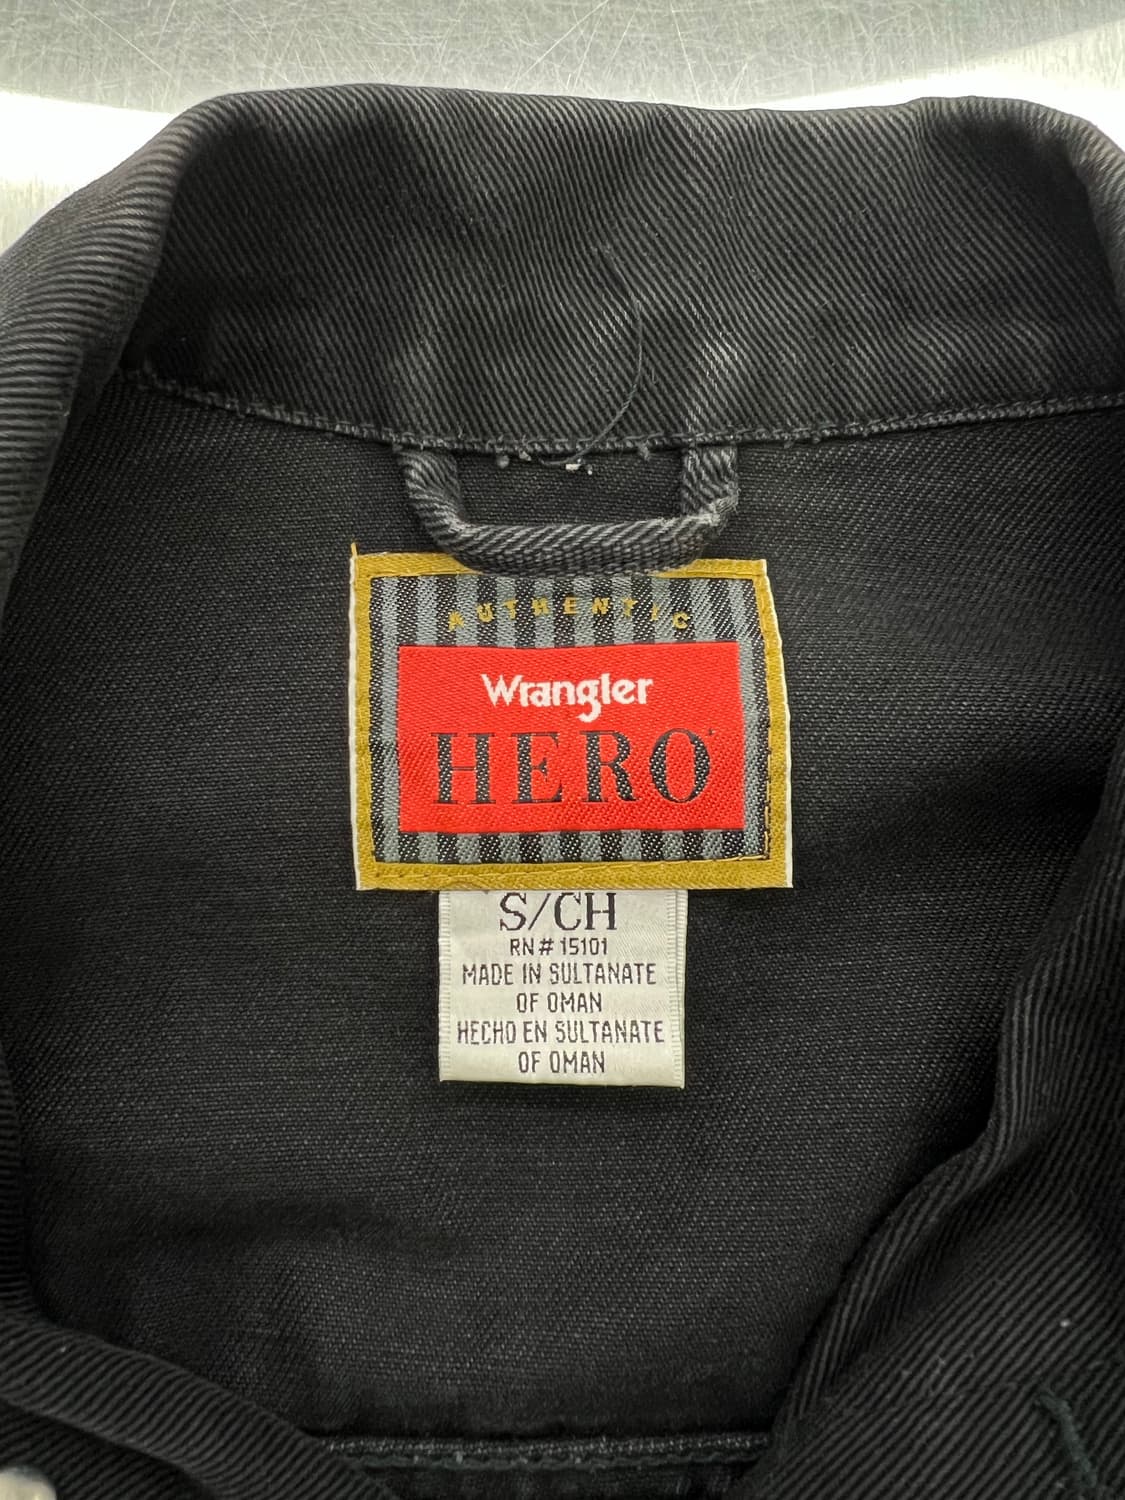 AUTHENTIC
Wrangler
HERO
S/CH
RN # 15101
MADE IN SULTANATE
OF OMAN
HECHO EN SULTANATE
OF OMAN